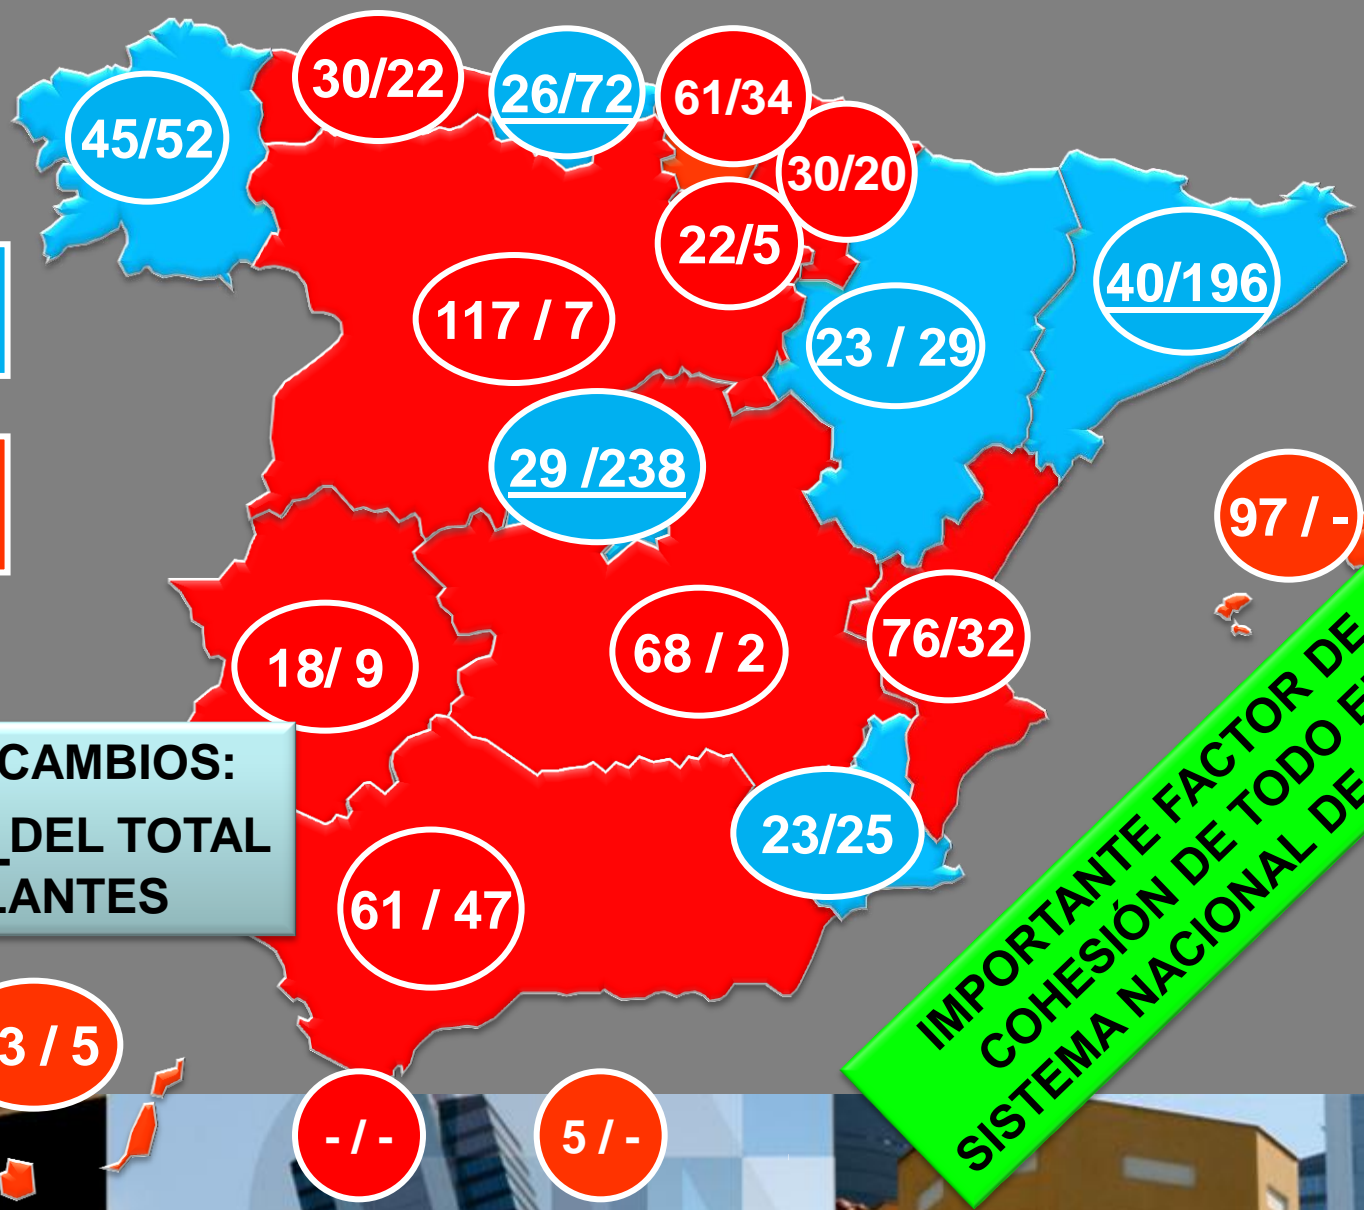 30/22
26/72
61/34
45/52
30/20
22/5
40/196
117 / 7
23 / 29
29 /238
97 / -
18/ 9
68 / 2
76/32
CAMBIOS:
DEL TOTAL
23/25
61 / 47
3 / 5
- / -
5 / -
IMPORTANTE FACTOR DE
COHESIÓN DE TODO
SISTEMA NACIONAL DE